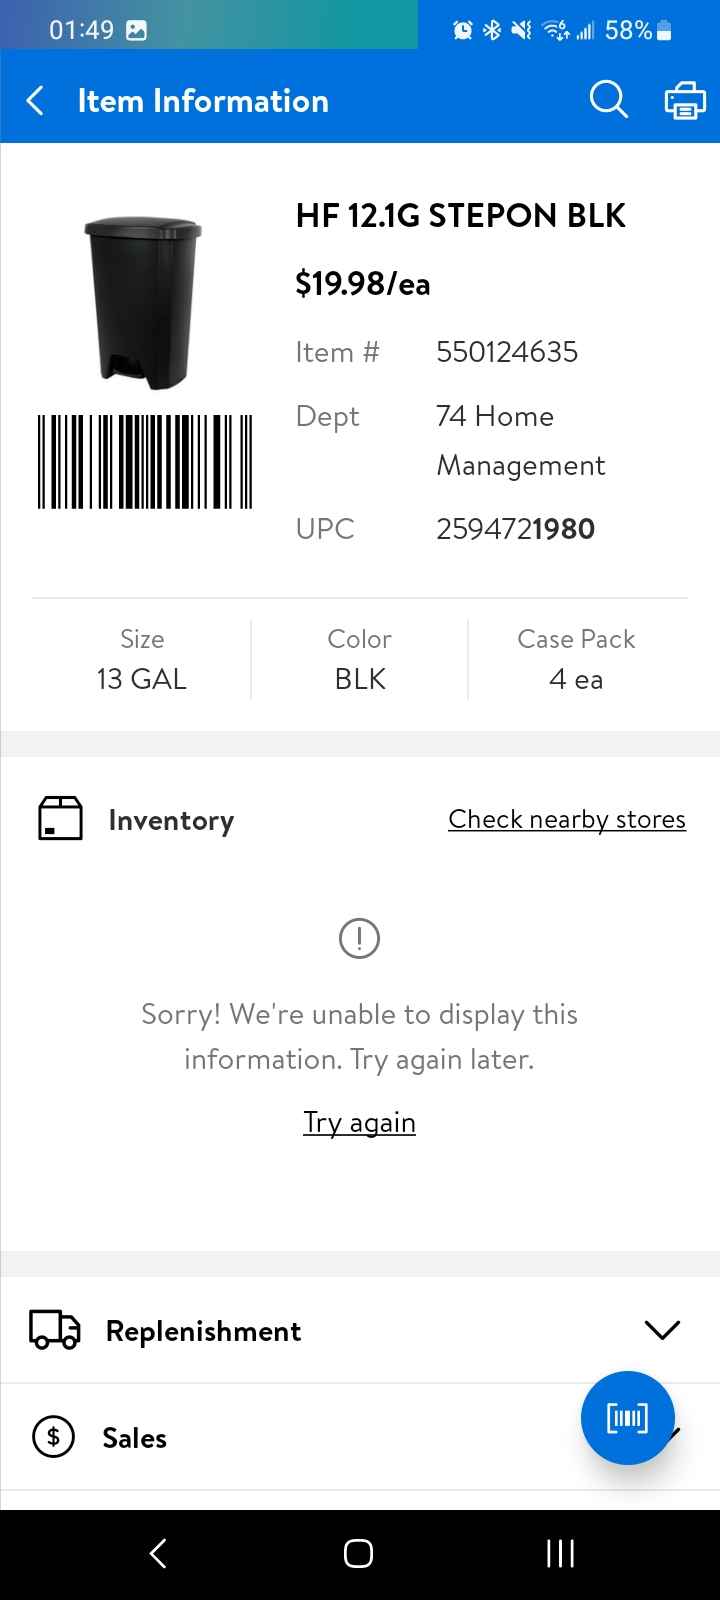 01:49
58%
Item Information
HF 12.1G STEPON BLK
$19.98/ea
Item # 550124635
Dept 74 Home
Management
UPC 2594721980
Size Color Case Pack
13 GAL BLK 4 ea
Inventory Check nearby stores
Sorry! We're unable to display this
information. Try again later.
Try again
Replenishment
Sales